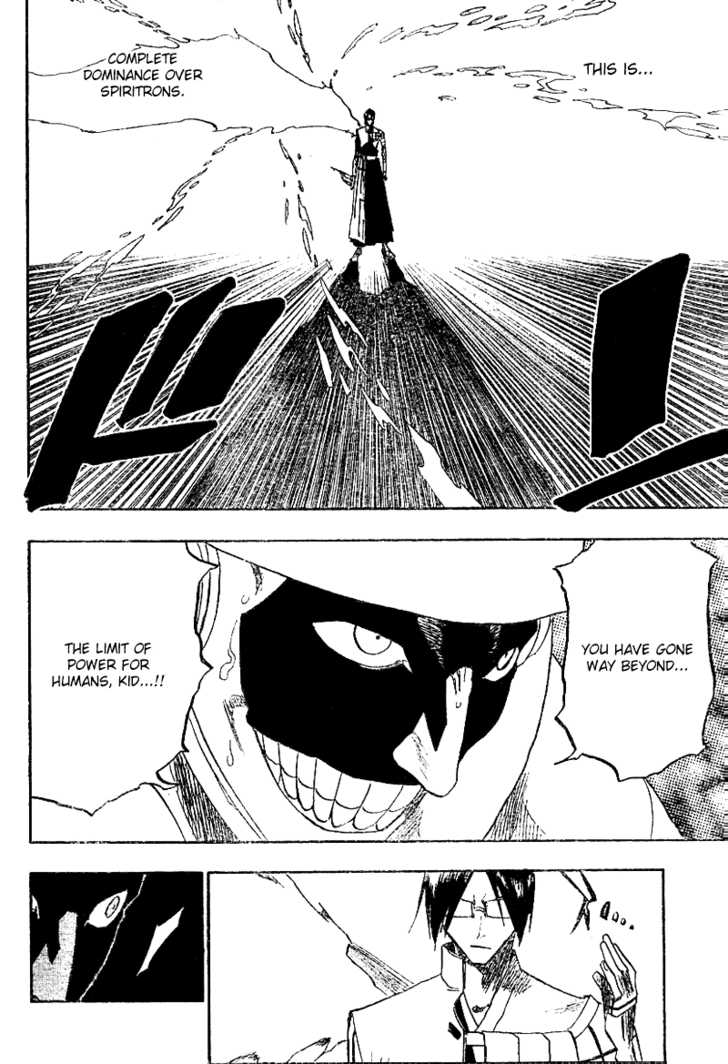 THIS IS...
COMPLETE
DOMINANCE OVER
SPIRITRONS.
ドン
YOU HAVE GONE
WAY BEYOND...
THE LIMIT OF
POWER FOR
HUMANS, KID...!!